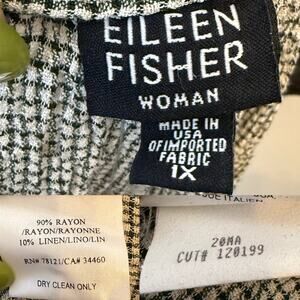 EILEEN
FISHER
WOMAN
MADE IN
USA
OF IMPORTED
FABRIC
1X
90% RAYON
/RAYON/RAYONNE
10% LINEN/LINO/LIN
RN# 78121/CA# 34460
DRY CLEAN ONLY
ITALIEN
20MA
CUT# 120199